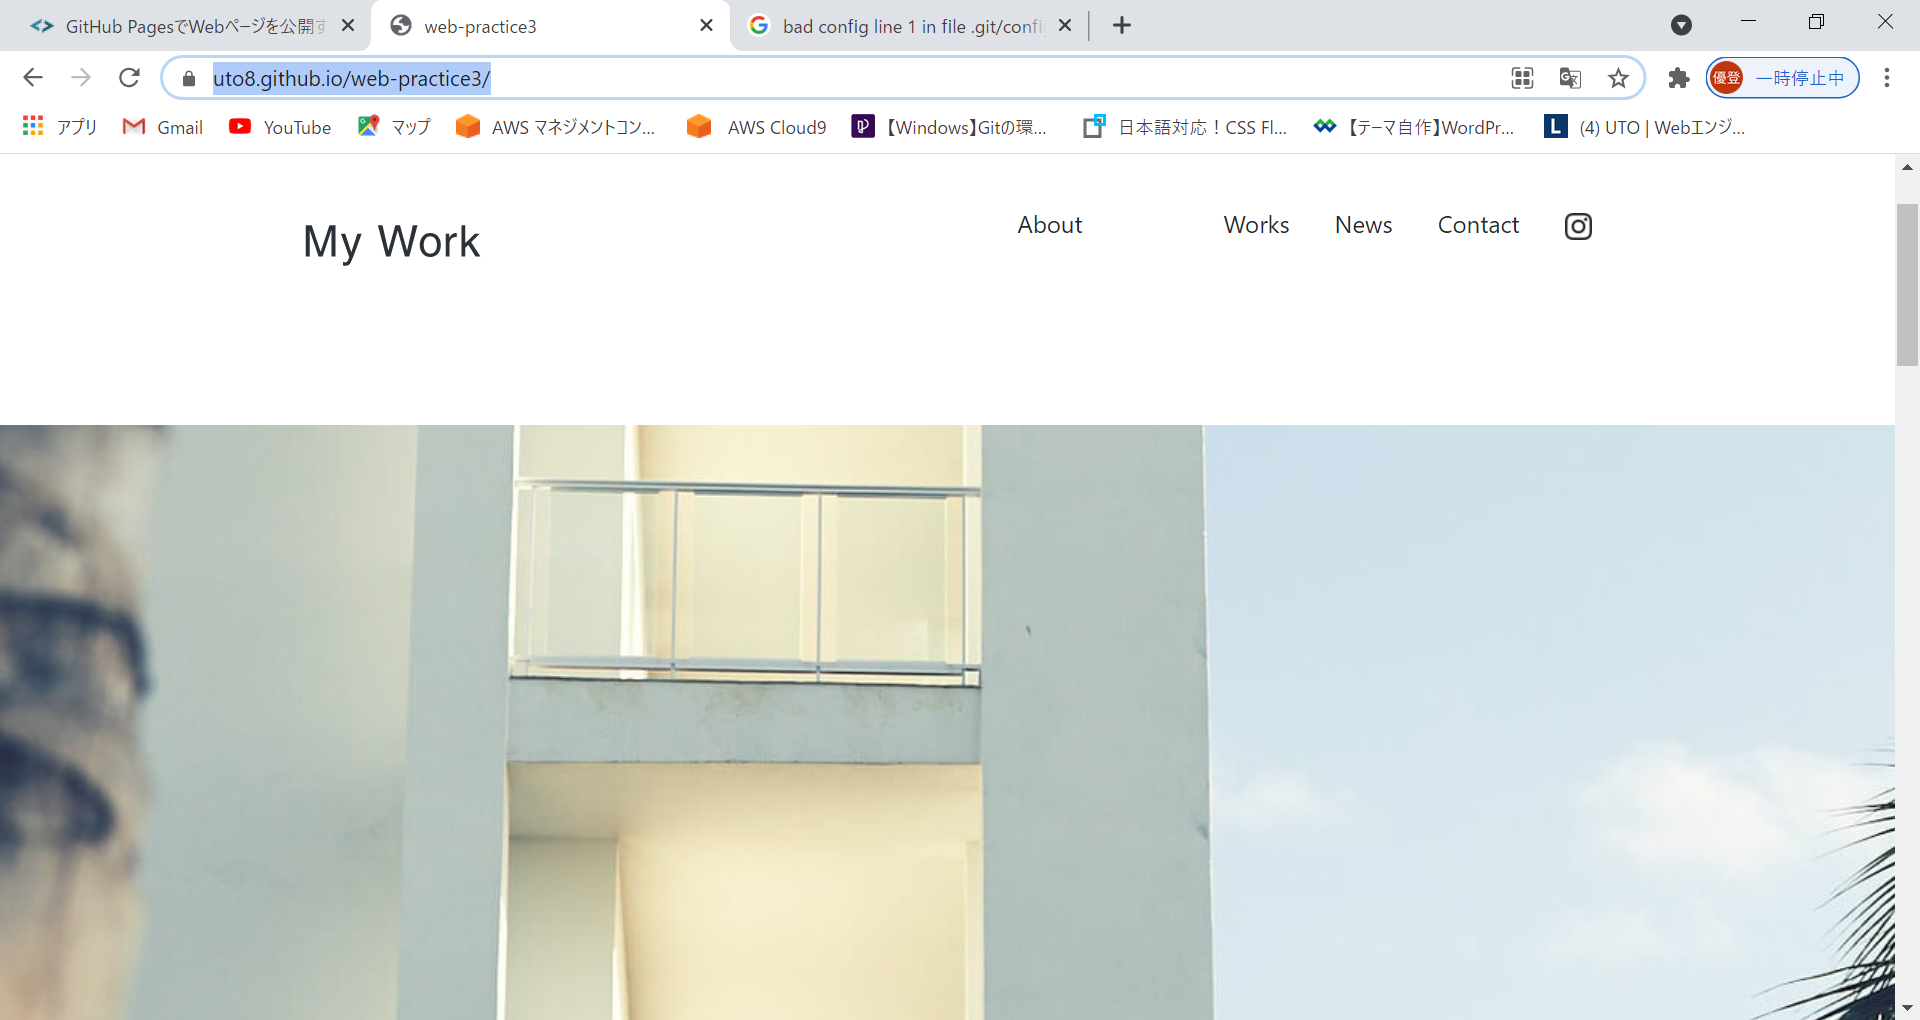 GitHub PagesでWebページを公開す
web-practice3
bad config line 1 in file .git/confi
uto8.github.io/web-practice3/
優登 一時停止中
アプリ
Gmail
YouTube
マップ
AWS マネジメントコン...
AWS Cloud9
【Windows】Gitの環...
日本語対応！CSS Fl...
【テーマ自作】WordPr...
L (4) UTO | Webエンジ...
My Work
About
Works
News
Contact